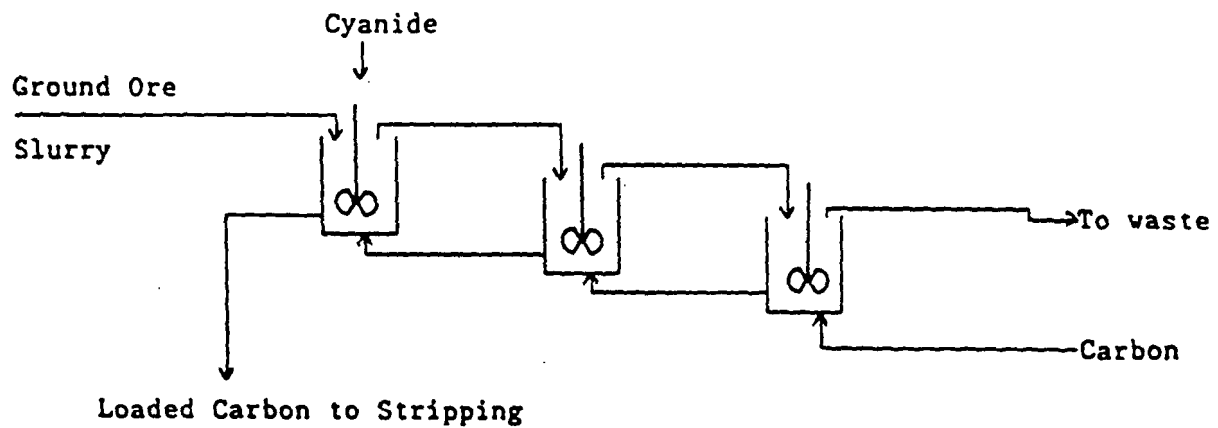 Cyanide
Ground Ore
Slurry
To waste
Carbon
Loaded Carbon to Stripping